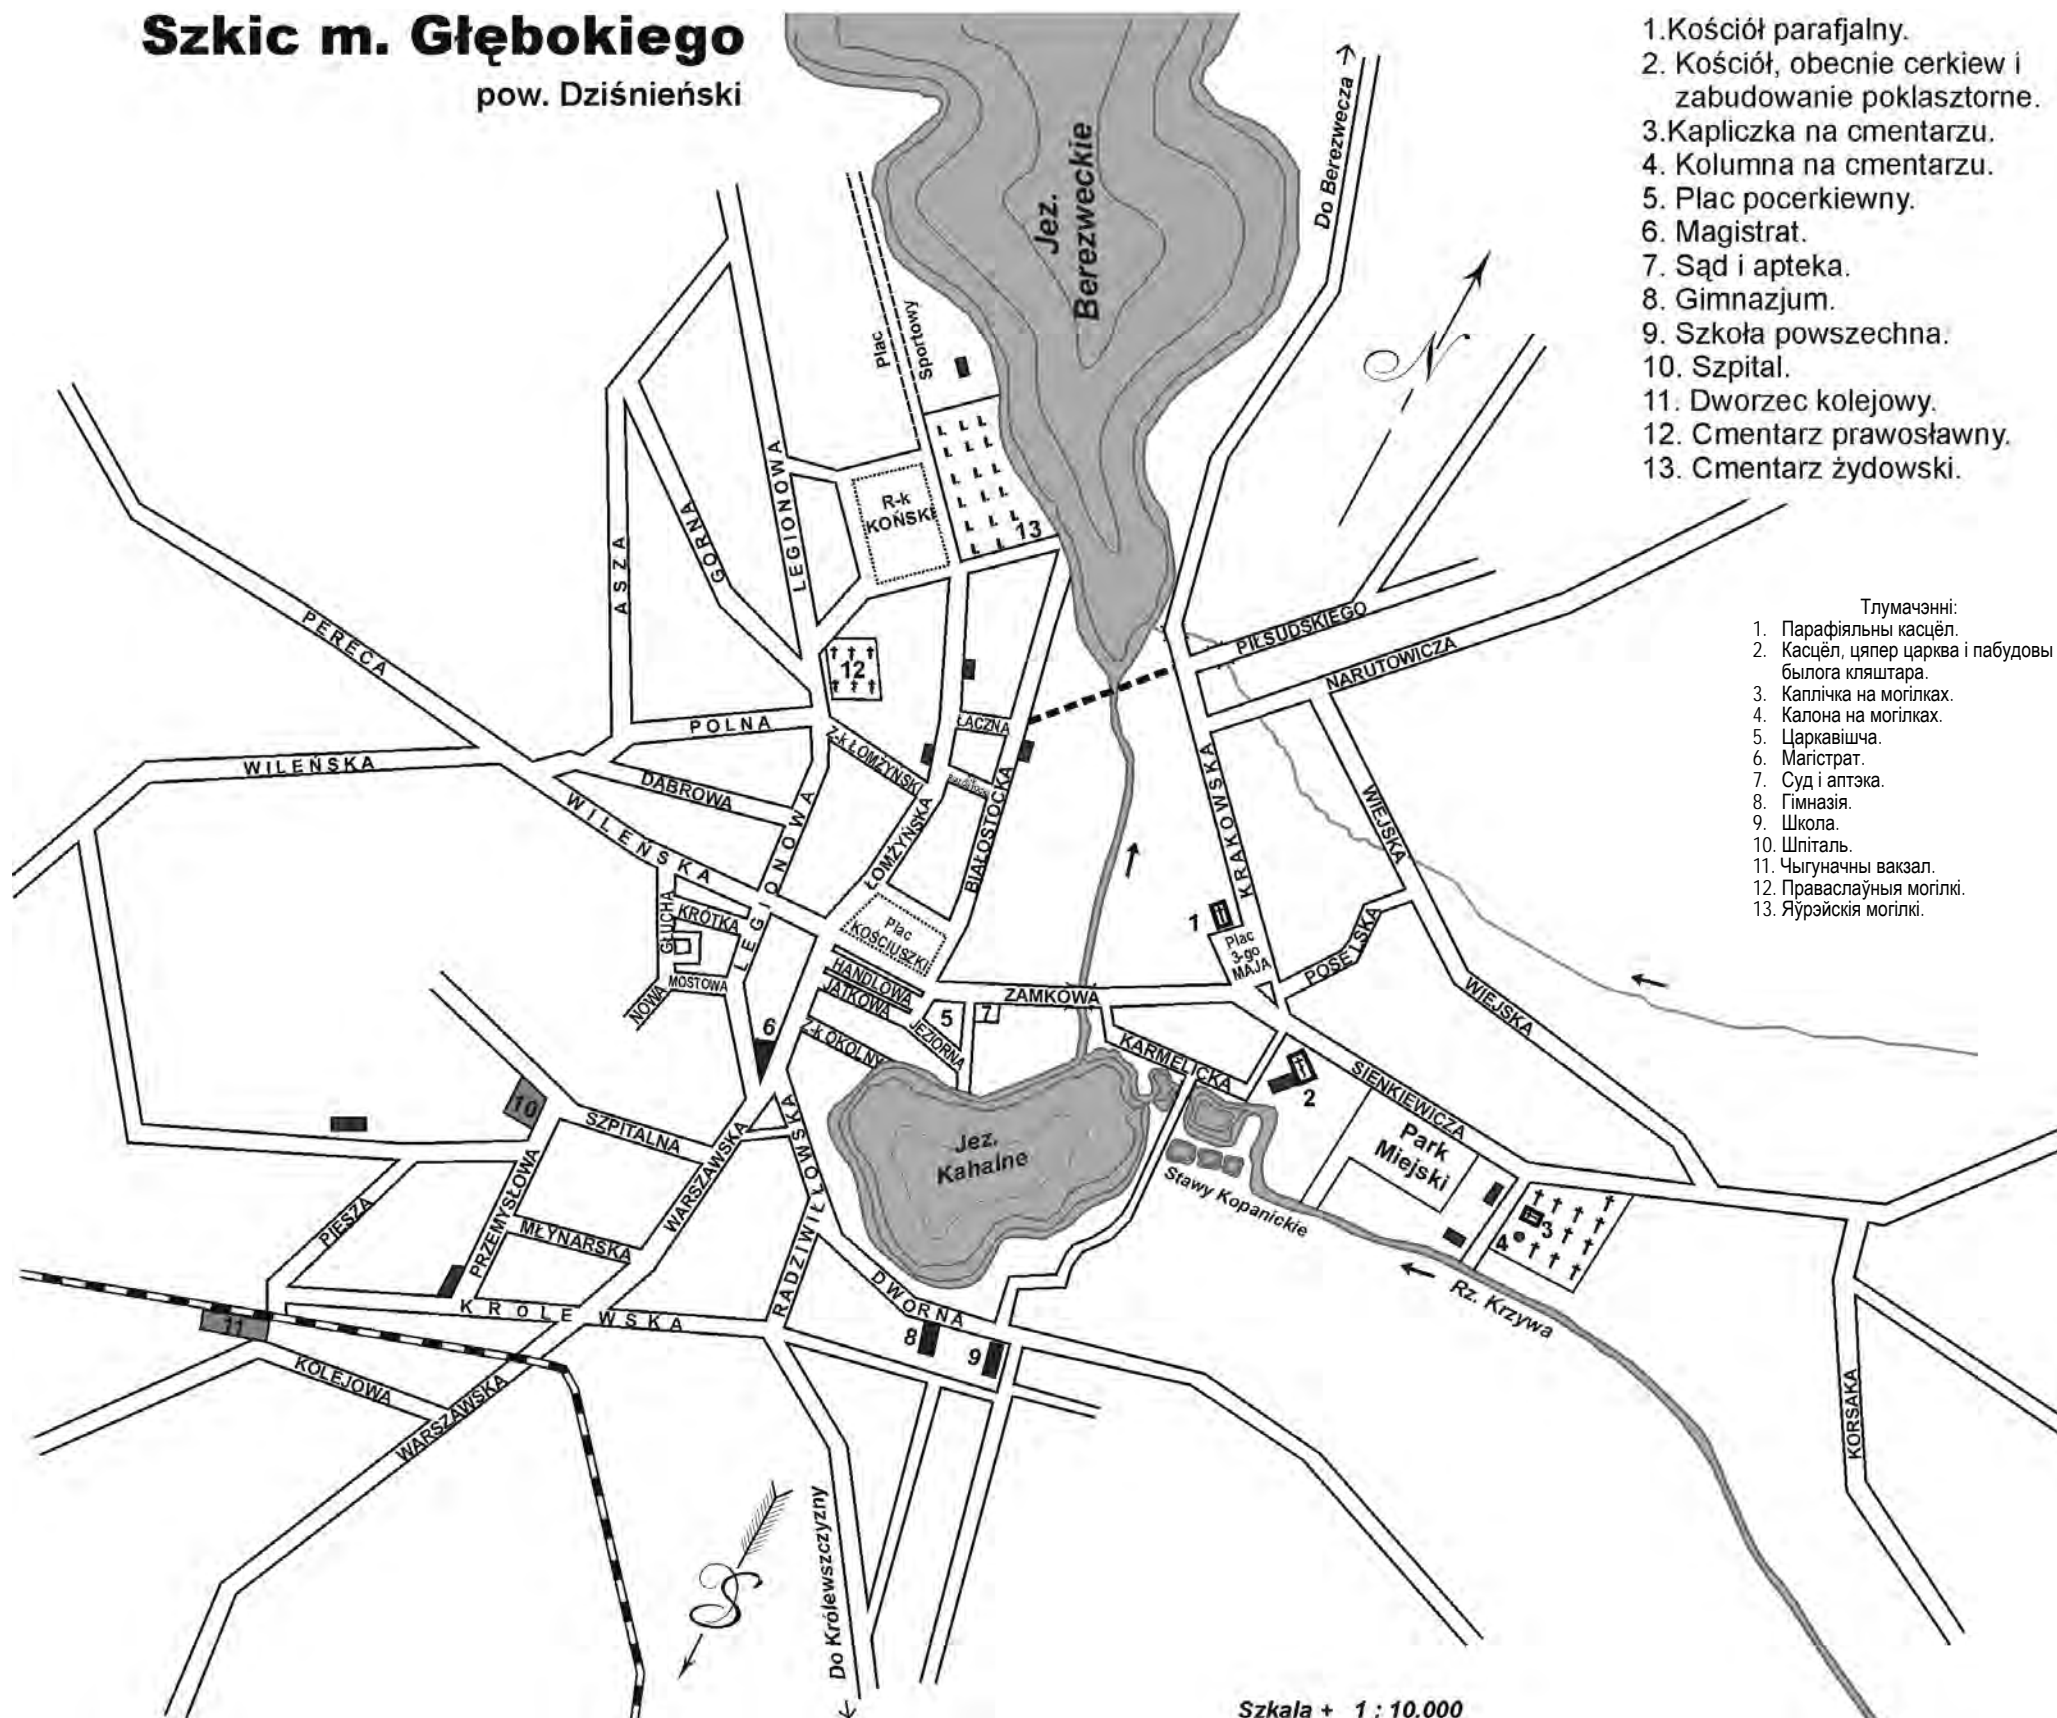 Szkic m. Głębokiego
pow. Dziśnieński
1.Kościół parafjalny.
2. Kościół, obecnie cerkiew i
zabudowanie poklasztorne.
3.Kapliczka na cmentarzu.
4. Kolumna na cmentarzu.
5. Plac pocerkiewny.
6. Magistrat.
7. Sąd i apteka.
8. Gimnazjum.
9. Szkoła powszechna.
10. Szpital.
11. Dworzec kolejowy.
12. Cmentarz prawosławny.
13. Cmentarz żydowski.
Тлумачэнні:
1. Парафіяльны касцёл.
2. Касцёл, цяпер царква і пабудовы
былога кляштара.
3. Каплічка на могілках.
4. Калона на могілках.
5. Царкавішча.
6. Магістрат.
7. Суд і аптэка.
8. Гімназія.
9. Школа.
10. Шпіталь.
11. Чыгуначны вакзал.
12. Праваслаўныя могілкі.
13. Яўрэйскія могілкі.
Jez.
Berezweckie
Do Berezwecza
N
Plac
Sportowy
R-k
KOŃSKI
13
LEGIONOWA
GÓRNA
ASZA
PERECA
12
POLNA
WILEŃSKA
DĄBROWA
Z-k ŁOMŻYŃSKI
ŁĄCZNA
PIŁSUDSKIEGO
NARUTOWICZA
WILEŃSKA
LEGIONOWA
ŁOMŻYŃSKA
BIAŁOSTOCKA
KRAKOWSKA
WIEJSKA
GŁUCHA
KRÓTKA
Plac
KOŚCIUSZKI
1
Plac
3-go
MAJA
POSELSKA
WIEJSKA
NOWA
MOSTOWA
HANDLOWA
JATKOWA
ZAMKOWA
5
7
6
Z-k OKOLNY
JEZIORNA
KARMELICKA
2
SIENKIEWICZA
Park
Miejski
10
SZPITALNA
WARSZAWSKA
RADZIWIŁŁOWSKA
Jez.
Kahalne
Stawy Kopanickie
3
4
Rz. Krzywa
KORSAKA
PIESZA
PRZEMYSŁOWA
MŁYNARSKA
KRÓLEWSKA
DWORNA
8
9
11
KOLEJOWA
WARSZAWSKA
S
Do Królewszczyzny
Szkala + 1 : 10.000